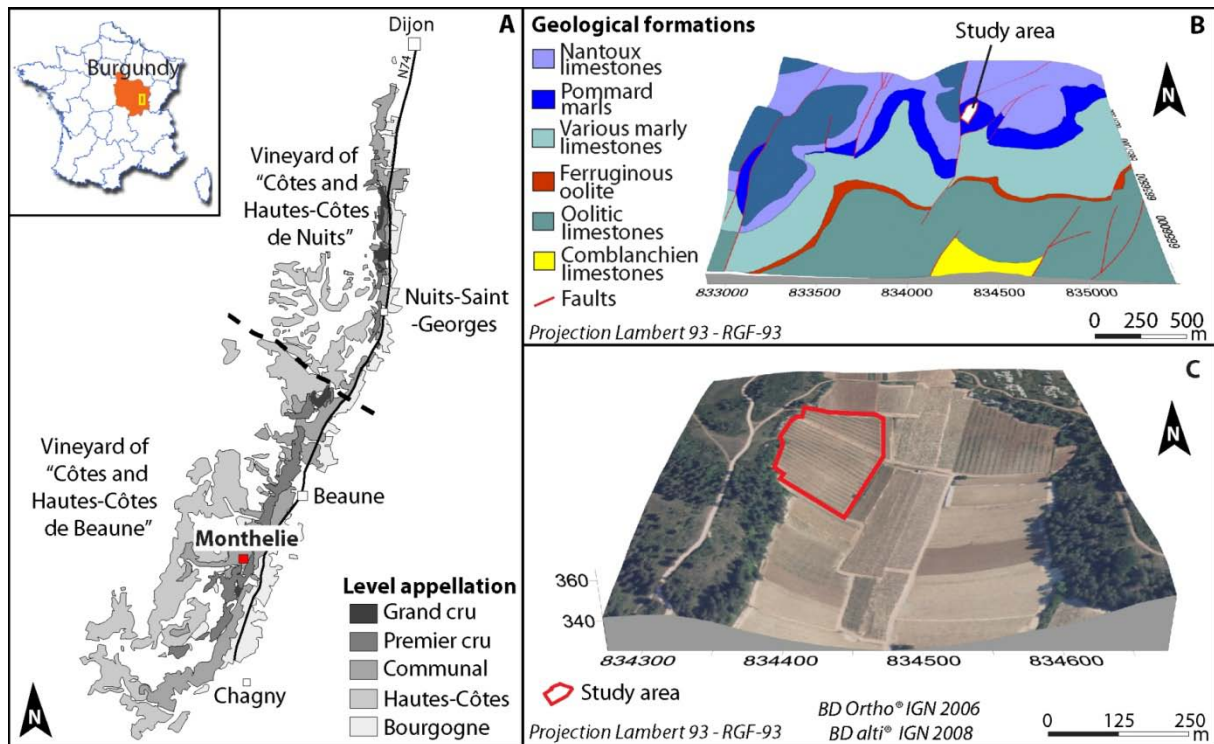 A
Dijon
N74
Burgundy
Vineyard of
"Côtes and
Hautes-Côtes
de Nuits"
Nuits-Saint
-Georges
Vineyard of
"Côtes and
Hautes-Côtes
de Beaune"
Beaune
Monthelie
Chagny
Level appellation
Grand cru
Premier cru
Communal
Hautes-Côtes
Bourgogne
N
B
Geological formations
Study area
Nantoux
limestones
Pommard
marls
Various marly
limestones
Ferruginous
oolite
Oolitic
limestones
Comblanchien
limestones
Faults
N
833000 833500 834000 834500 835000
Projection Lambert 93 - RGF-93
0 250 500
m
C
N
360
340
834300 834400 834500 834600
Study area
Projection Lambert 93 - RGF-93
BD Ortho® IGN 2006
BD alti® IGN 2008
0 125 250
m